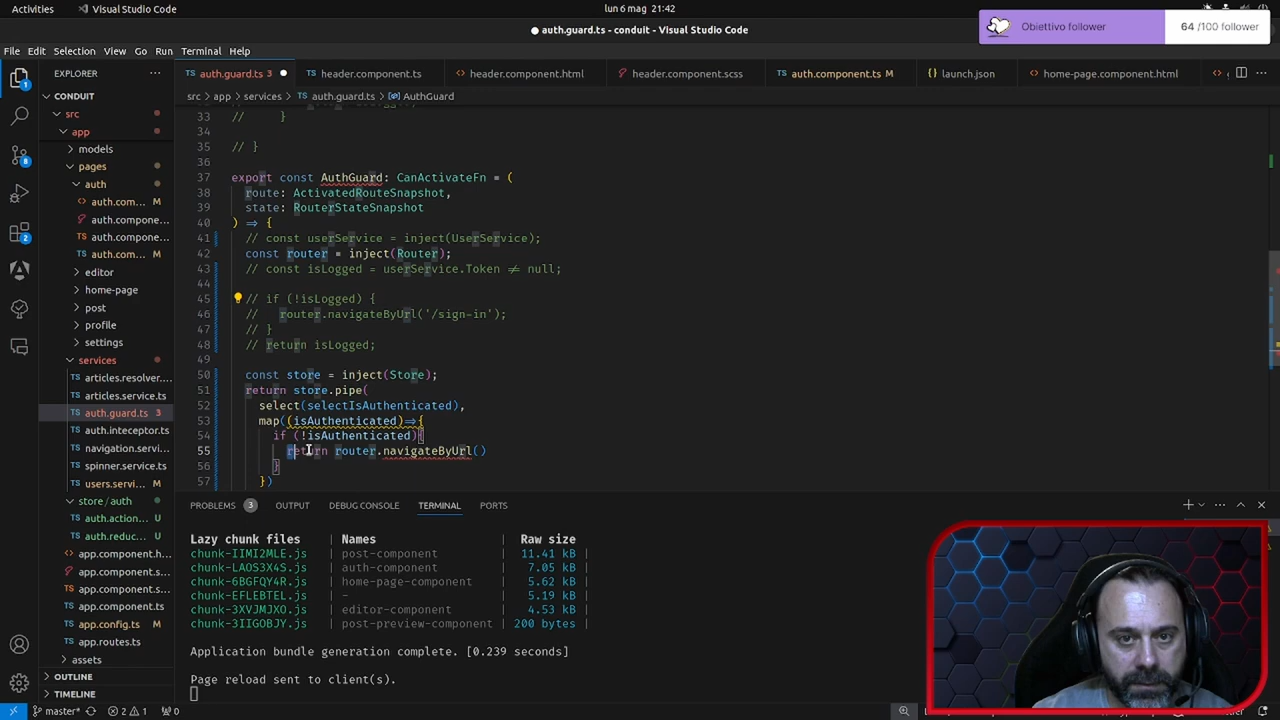 Activities
Visual Studio Code
lun 6 mag 21:42
auth.guard.ts - conduit - Visual Studio Code
Obiettivo follower
64 /100 follower
File Edit Selection View Go Run Terminal Help
EXPLORER
auth.guard.ts 3
header.component.ts
header.component.html
header.component.scss
auth.component.ts M
launch.json
home-page.component.html
src > app > services > auth.guard.ts > AuthGuard
CONDUIT
src
app
models
pages
auth
auth.com... M
auth.compone...
auth.compone...
auth.com... M
editor
home-page
post
profile
settings
services
articles.resolver...
articles.service.ts
auth.guard.ts 3
auth.inteceptor.ts
navigation.servi...
spinner.service.ts
users.servi... M
store/auth
auth.action... U
auth.reduc... U
app.component.h...
app.component.s...
app.component.s...
app.component.ts
app.config.ts M
app.routes.ts
assets
OUTLINE
TIMELINE
33 // }
34
35 // }
36
37 export const AuthGuard: CanActivateFn = (
38 route: ActivatedRouteSnapshot,
39 state: RouterStateSnapshot
40 ) => {
41 // const userService = inject(UserService);
42 const router = inject(Router);
43 // const isLogged = userService.Token ≠ null;
44
45 // if (!isLogged) {
46 // router.navigateByUrl('/sign-in');
47 // }
48 // return isLogged;
49
50 const store = inject(Store);
51 return store.pipe(
52 select(selectIsAuthenticated),
53 map((isAuthenticated)=>{
54 if (!isAuthenticated){
55 return router.navigateByUrl()
56 }
57 })
PROBLEMS 3 OUTPUT DEBUG CONSOLE TERMINAL PORTS
Lazy chunk files | Names | Raw size
chunk-IIMI2MLE.js | post-component | 11.41 kB |
chunk-LAOS3X4S.js | auth-component | 7.05 kB |
chunk-6BGFQY4R.js | home-page-component | 5.62 kB |
chunk-EFLEBTEL.js | - | 5.19 kB |
chunk-3XVJMJXO.js | editor-component | 4.53 kB |
chunk-3IIGOBJY.js | post-preview-component | 200 bytes |
Application bundle generation complete. [0.239 seconds]
Page reload sent to client(s).
master* 2 1 0